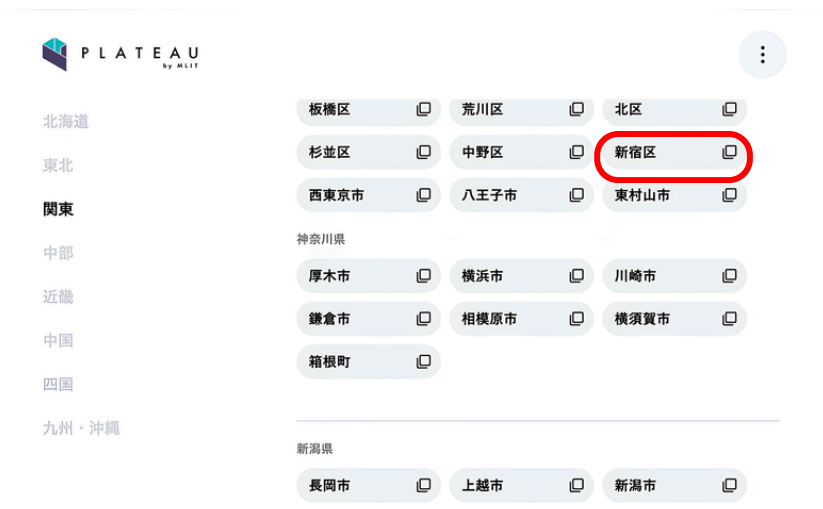 PLATEAU
by MLIT
北海道
東北
関東
中部
近畿
中国
四国
九州・沖縄
板橋区 荒川区 北区
杉並区 中野区 新宿区
西東京市 八王子市 東村山市
神奈川県
厚木市 横浜市 川崎市
鎌倉市 相模原市 横須賀市
箱根町
新潟県
長岡市 上越市 新潟市